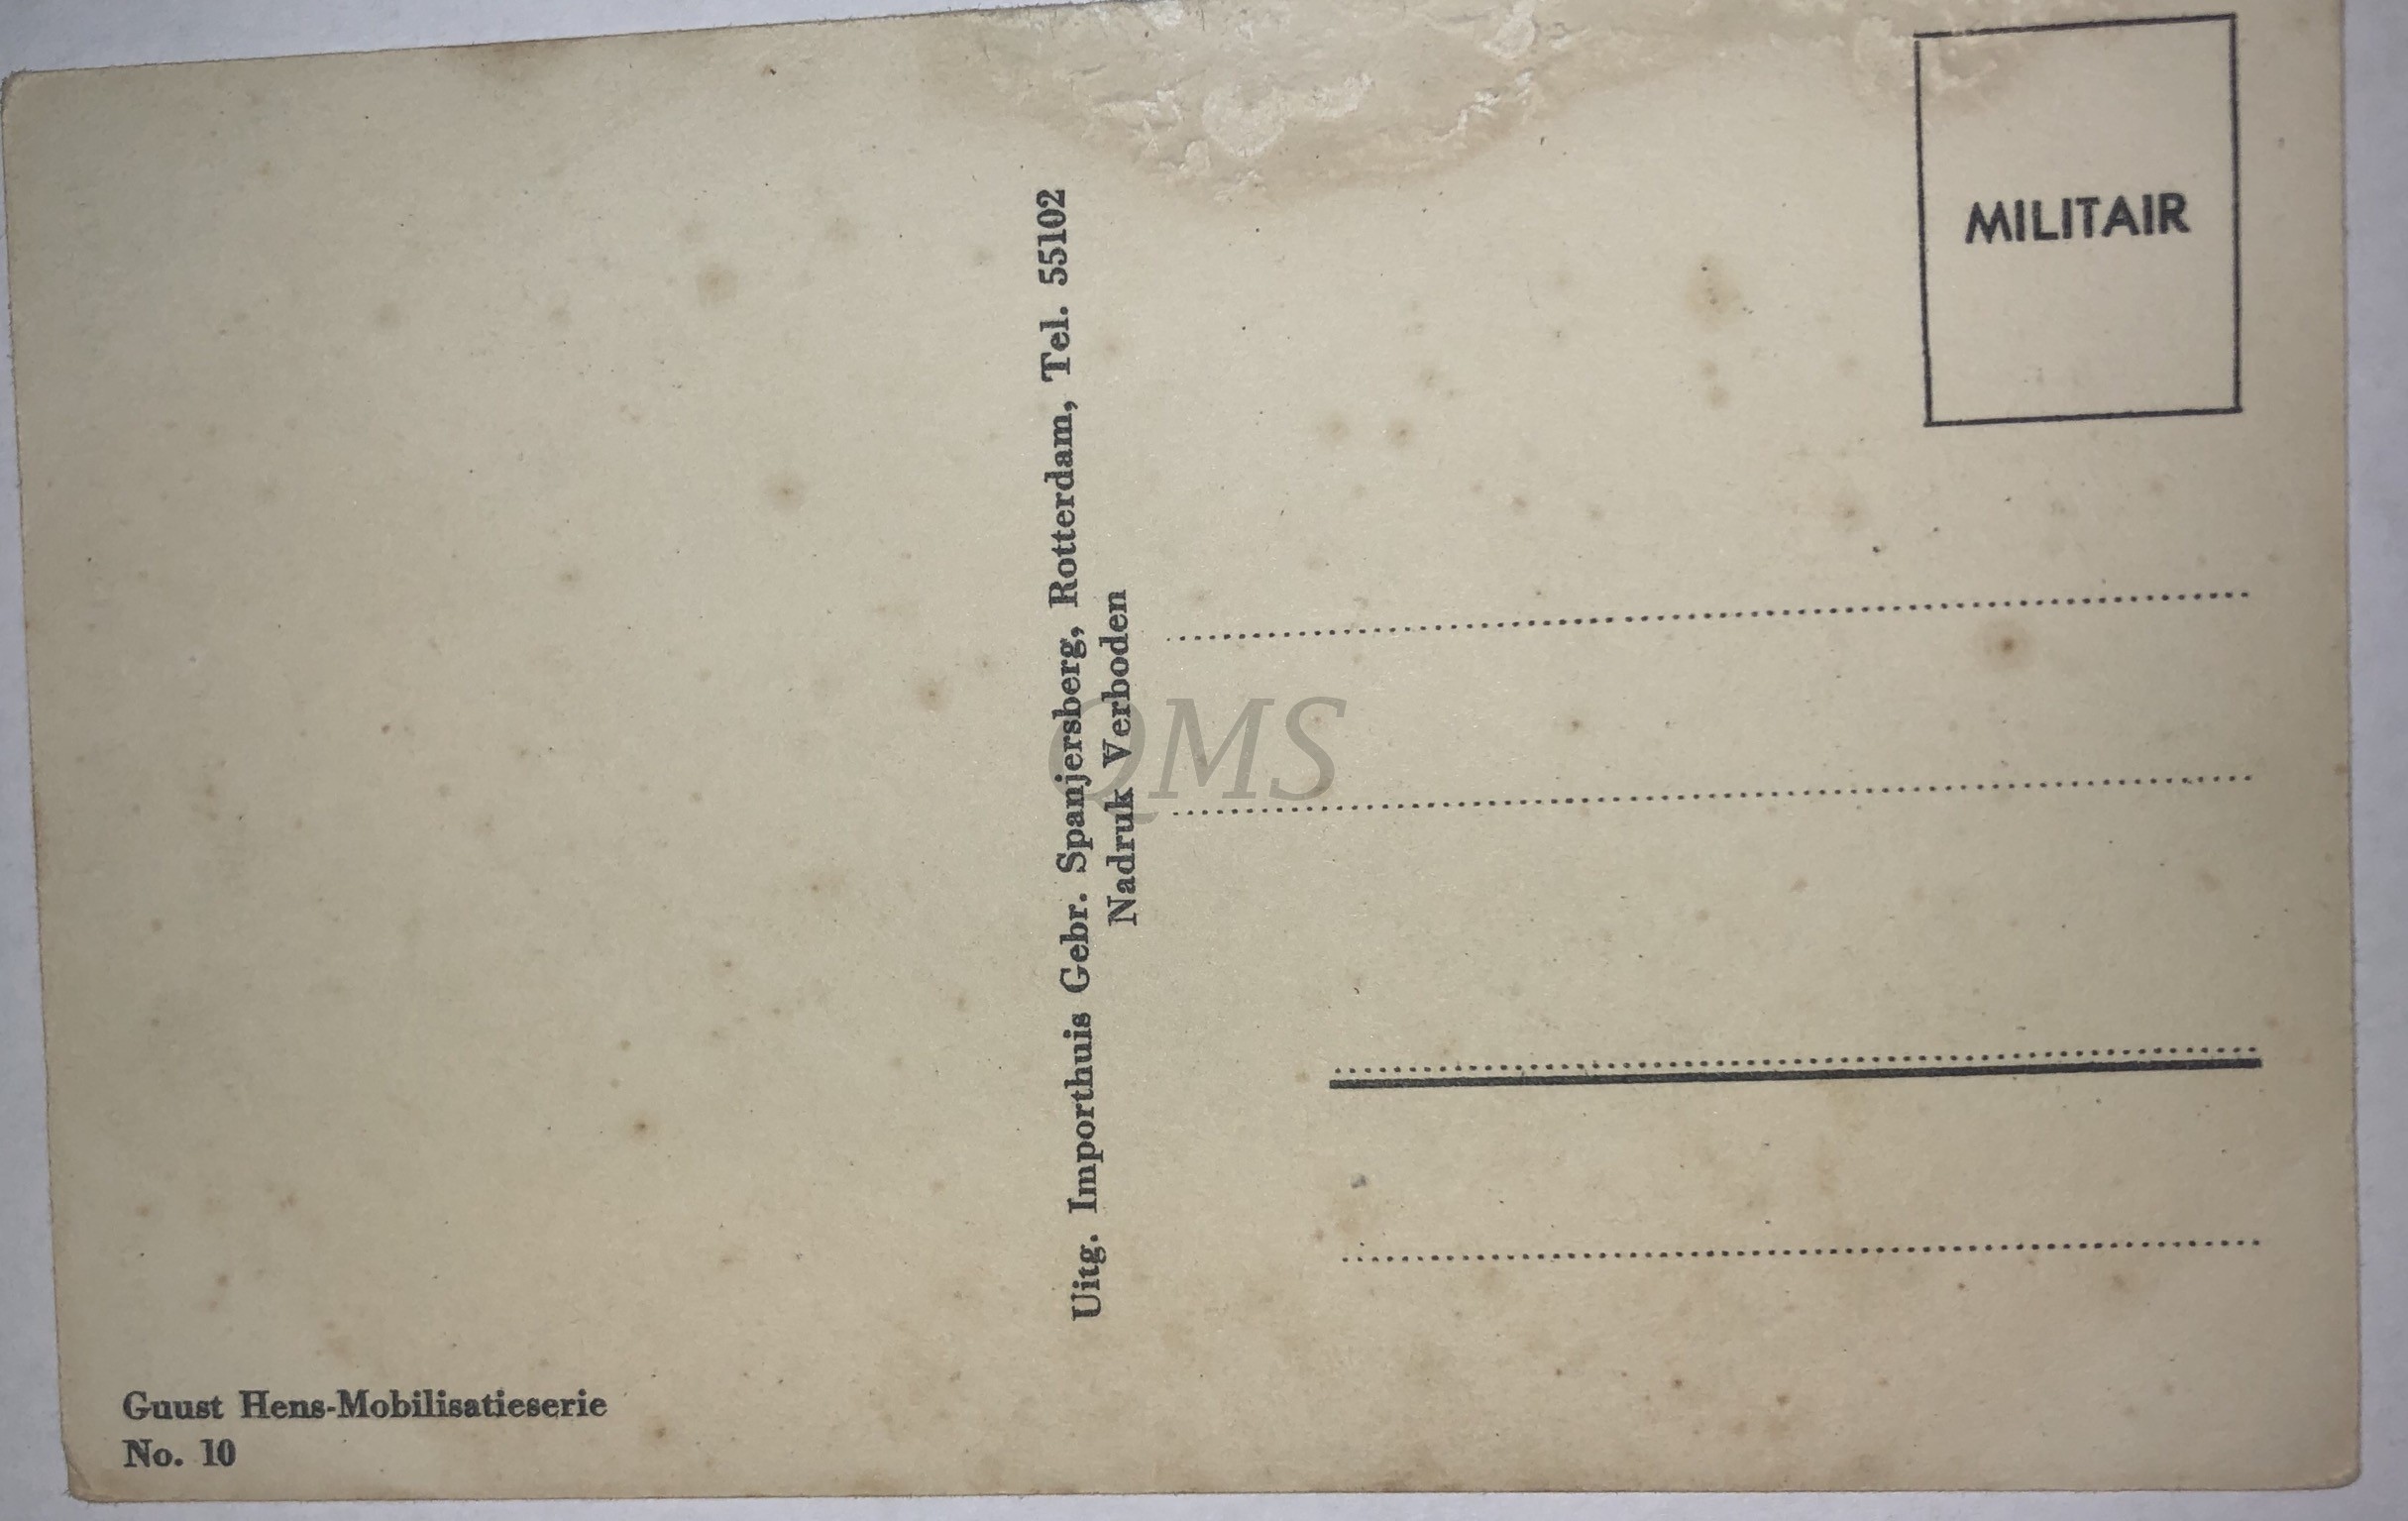 MILITAIR
Uitg. Importhuis Gebr. Spanjersberg, Rotterdam, Tel. 55102
Nadruk Verboden
QMS
Guust Hens-Mobilisatieserie
No. 10